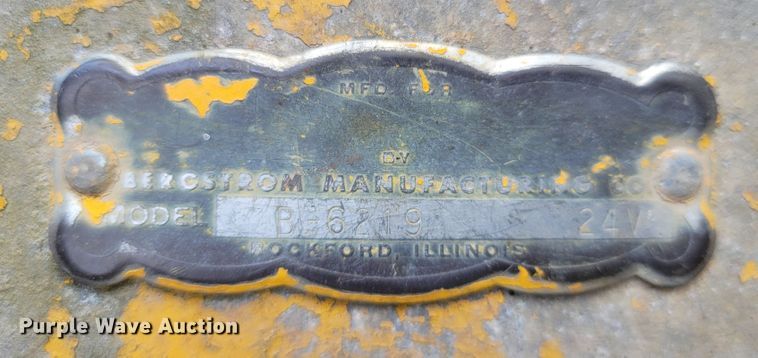 MFD. FOR
BY
BERGSTROM MANUFACTURING CO.
MODEL B-6219 24V
ROCKFORD, ILLINOIS
Purple Wave Auction